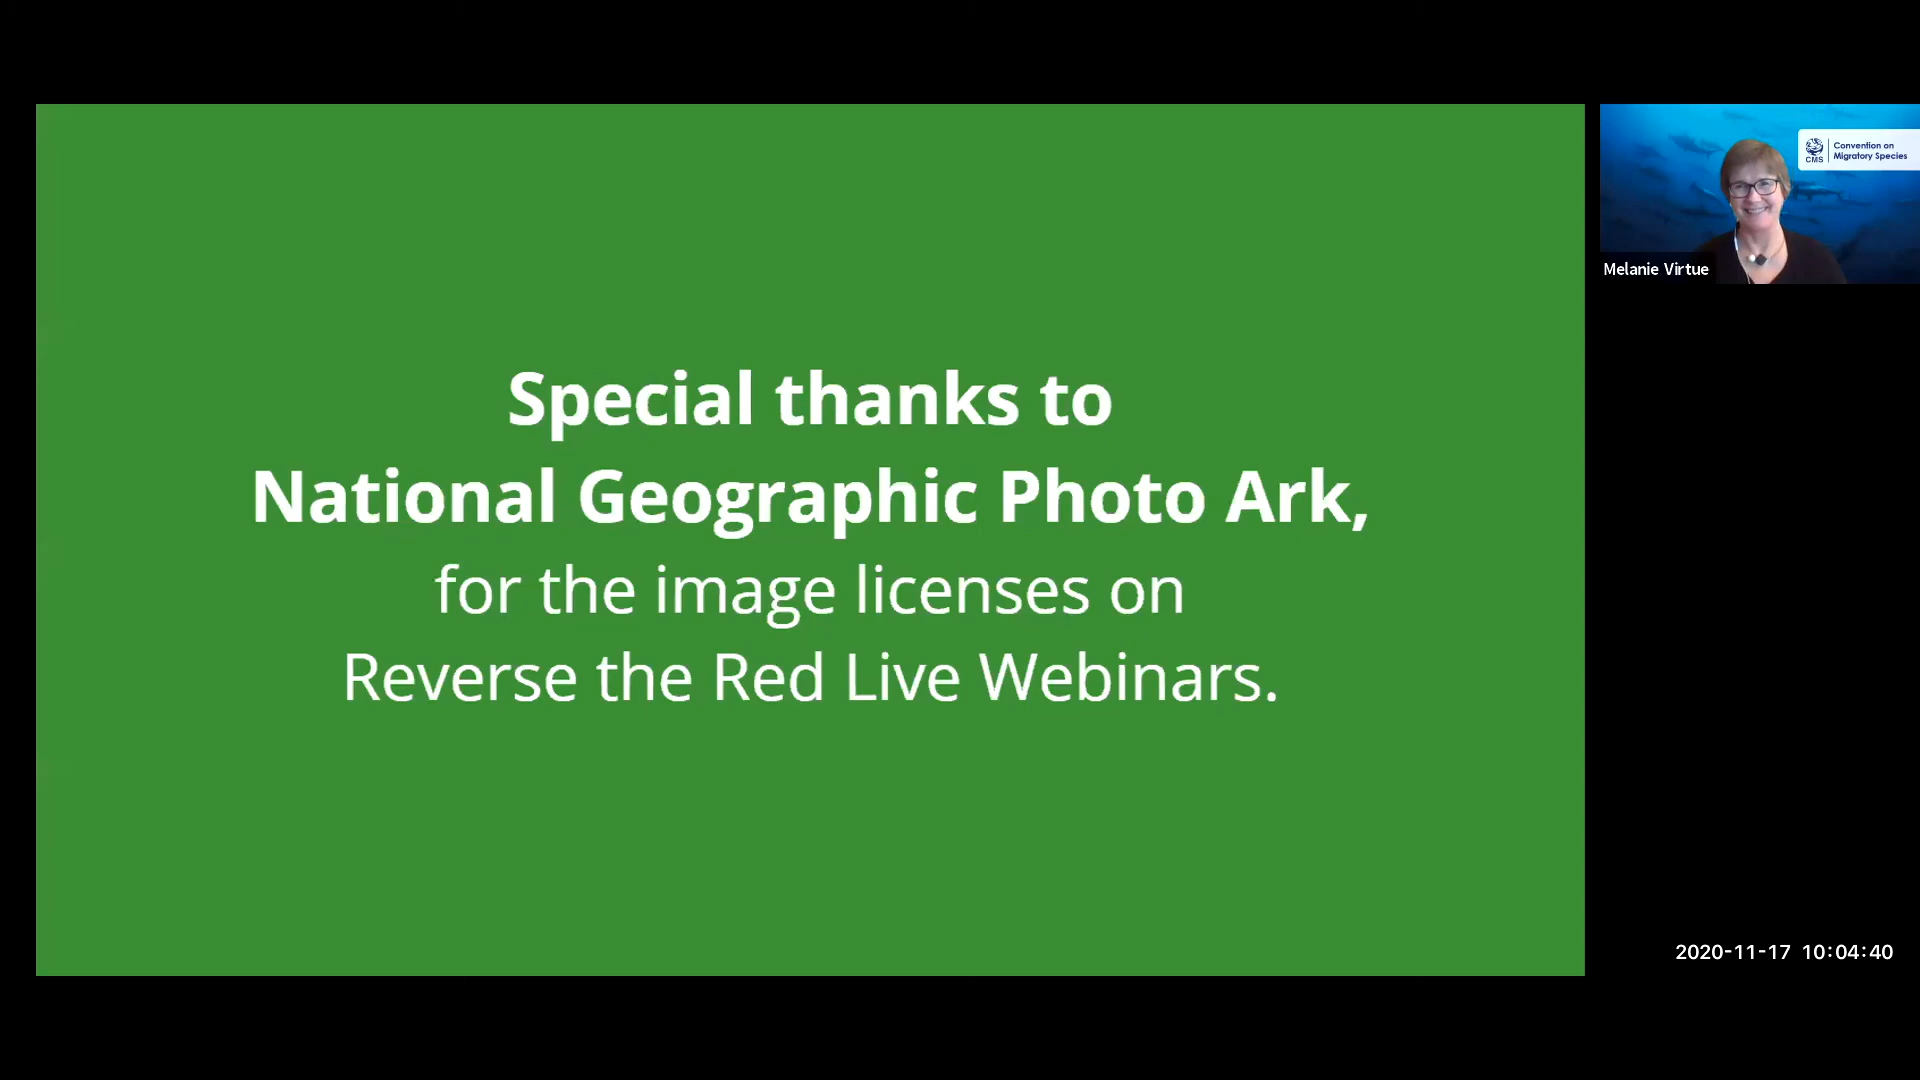 Special thanks to
National Geographic Photo Ark,
for the image licenses on
Reverse the Red Live Webinars.
CMS
Convention on
Migratory Species
Melanie Virtue
2020-11-17 10:04:40